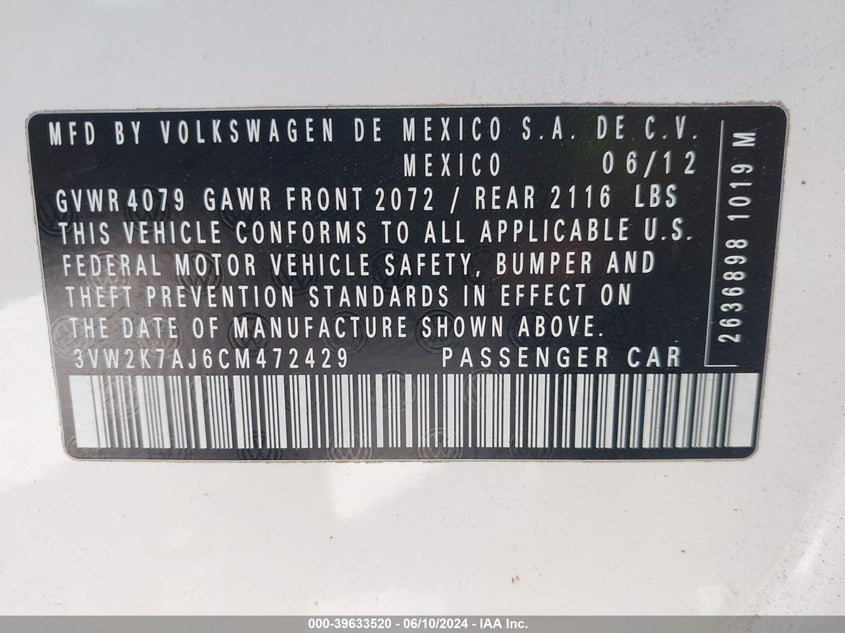 MFD BY VOLKSWAGEN DE MEXICO S.A. DE C.V.
MEXICO 06/12
GVWR 4079 GAWR FRONT 2072 / REAR 2116 LBS
THIS VEHICLE CONFORMS TO ALL APPLICABLE U.S.
FEDERAL MOTOR VEHICLE SAFETY, BUMPER AND
THEFT PREVENTION STANDARDS IN EFFECT ON
THE DATE OF MANUFACTURE SHOWN ABOVE.
3VW2K7AJ6CM472429 PASSENGER CAR
2636898 1019 M
000-39633520 - 06/10/2024 - IAA Inc.